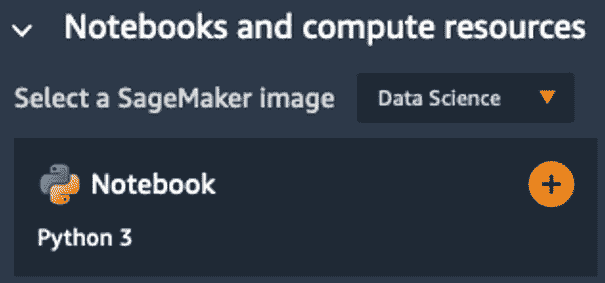 Notebooks and compute resources
Select a SageMaker image Data Science
Notebook
Python 3